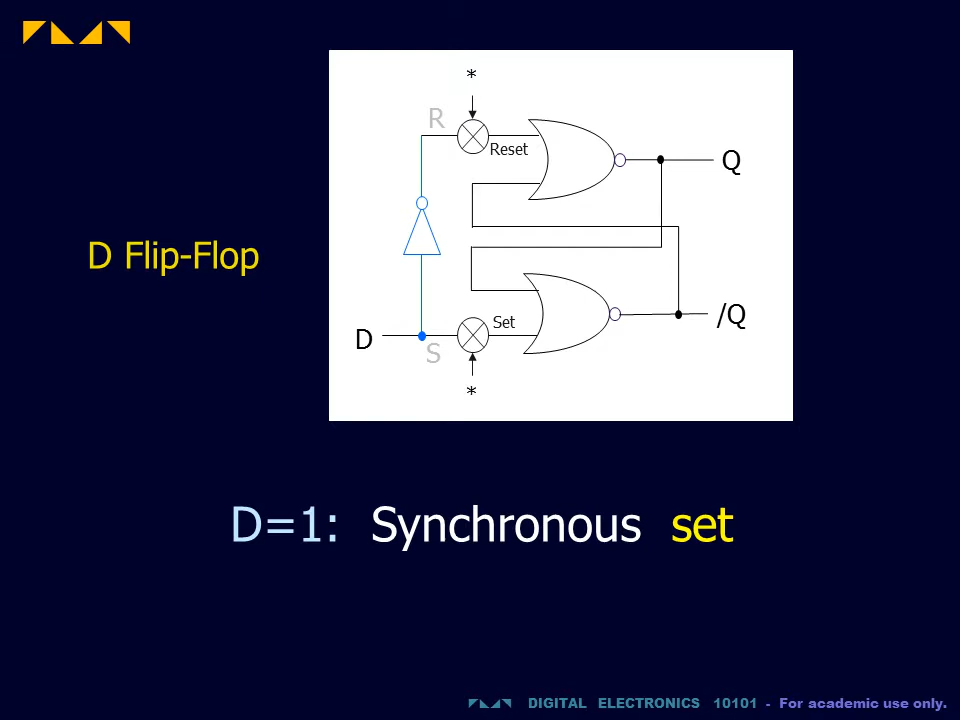 *
R
Reset
Q
D Flip-Flop
Set
/Q
D
S
*
D=1: Synchronous set
DIGITAL ELECTRONICS 10101 - For academic use only.